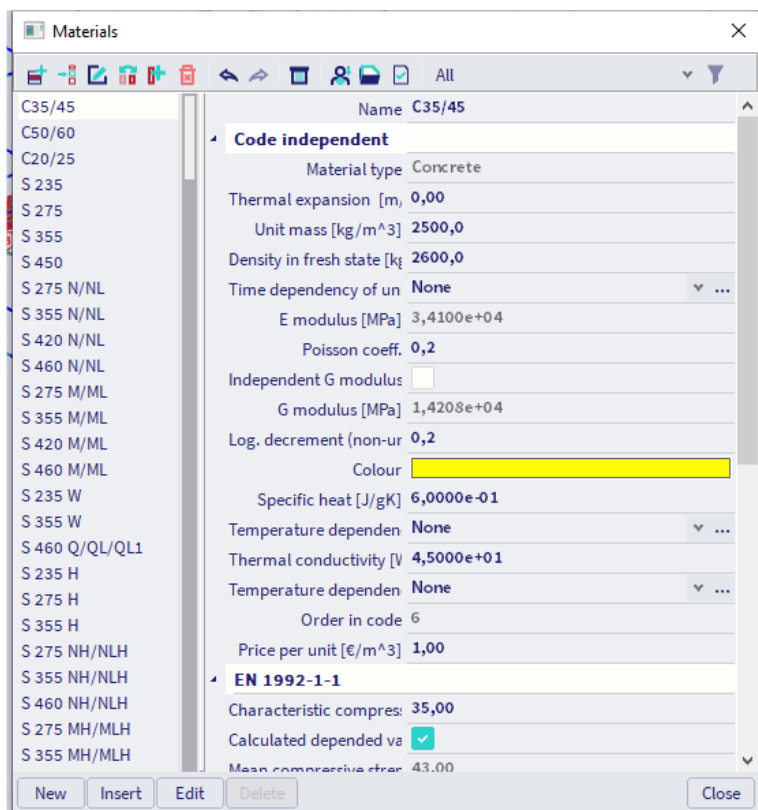 Materials
All
C35/45
C50/60
C20/25
S 235
S 275
S 355
S 450
S 275 N/NL
S 355 N/NL
S 420 N/NL
S 460 N/NL
S 275 M/ML
S 355 M/ML
S 420 M/ML
S 460 M/ML
S 235 W
S 355 W
S 460 Q/QL/QL1
S 235 H
S 275 H
S 355 H
S 275 NH/NLH
S 355 NH/NLH
S 460 NH/NLH
S 275 MH/MLH
S 355 MH/MLH
Name C35/45
Code independent
Material type Concrete
Thermal expansion [m/ 0,00
Unit mass [kg/m^3] 2500,0
Density in fresh state [kg 2600,0
Time dependency of un None ...
E modulus [MPa] 3,4100e+04
Poisson coeff. 0,2
Independent G modulus
G modulus [MPa] 1,4208e+04
Log. decrement (non-un 0,2
Colour
Specific heat [J/gK] 6,0000e-01
Temperature dependen None ...
Thermal conductivity [W 4,5000e+01
Temperature dependen None ...
Order in code 6
Price per unit [€/m^3] 1,00
EN 1992-1-1
Characteristic compress 35,00
Calculated depended va
Mean compressive stren 43,00
New Insert Edit Delete Close